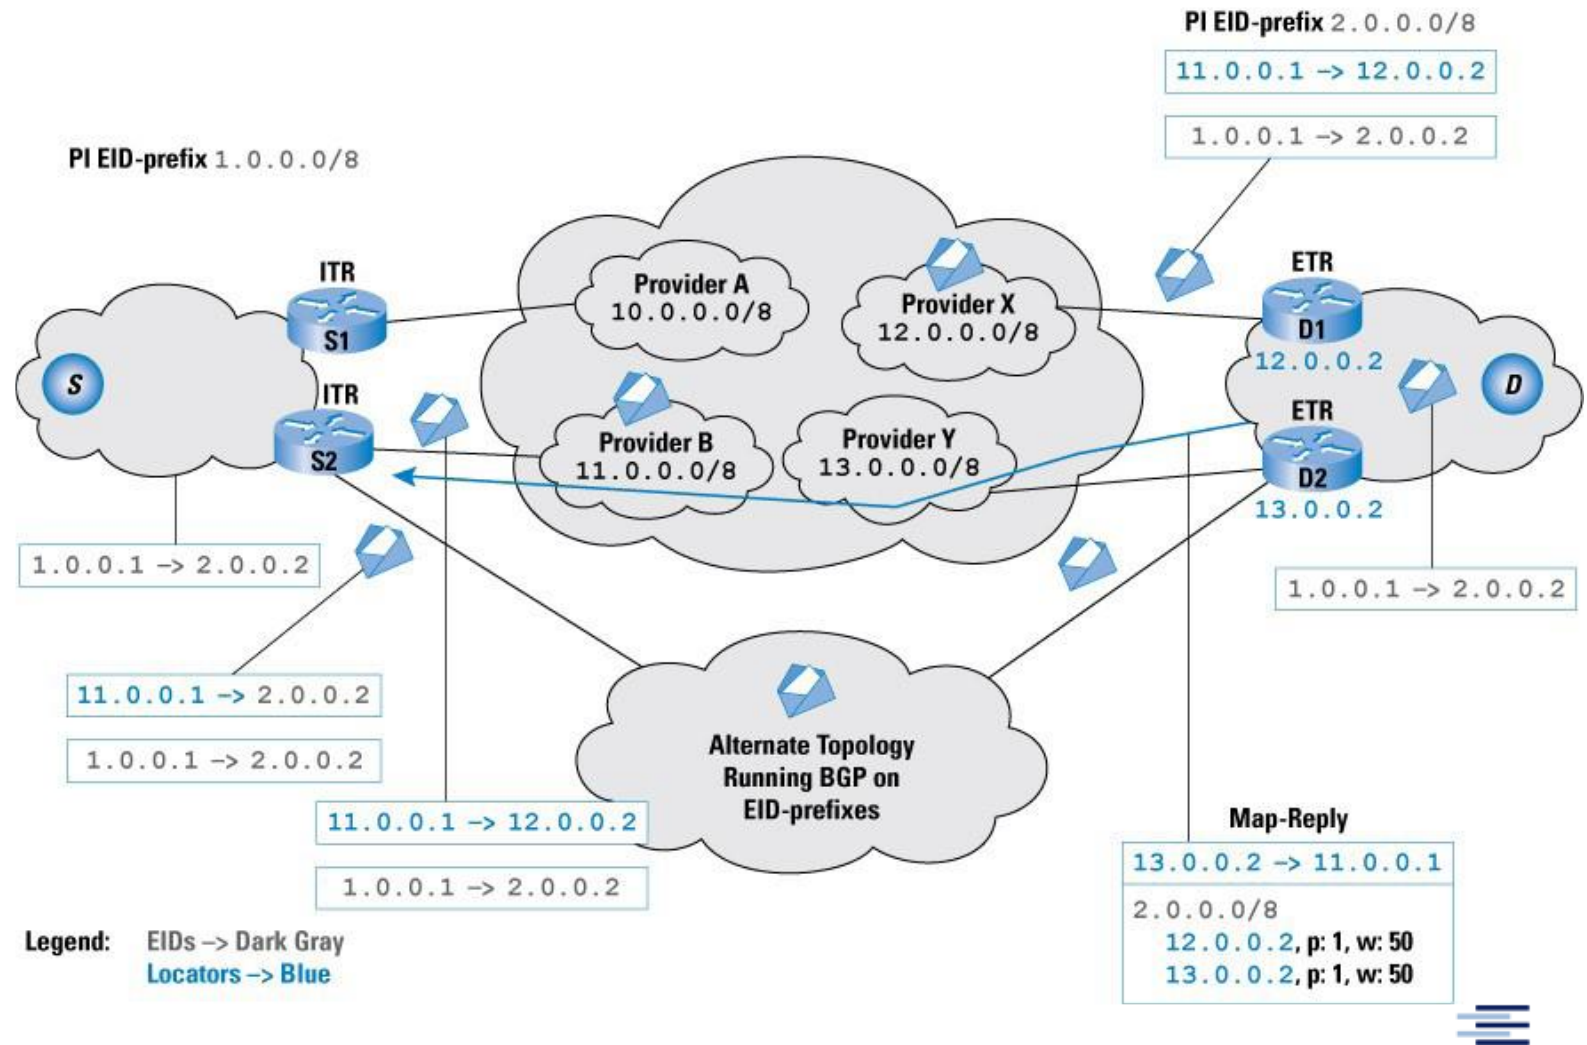 PI EID-prefix 2.0.0.0/8
11.0.0.1 -> 12.0.0.2
1.0.0.1 -> 2.0.0.2
PI EID-prefix 1.0.0.0/8
ITR
S1
Provider A
10.0.0.0/8
Provider X
12.0.0.0/8
ETR
D1
12.0.0.2
S
D
ITR
S2
Provider B
11.0.0.0/8
Provider Y
13.0.0.0/8
ETR
D2
13.0.0.2
1.0.0.1 -> 2.0.0.2
1.0.0.1 -> 2.0.0.2
11.0.0.1 -> 2.0.0.2
1.0.0.1 -> 2.0.0.2
Alternate Topology
Running BGP on
EID-prefixes
11.0.0.1 -> 12.0.0.2
1.0.0.1 -> 2.0.0.2
Map-Reply
13.0.0.2 -> 11.0.0.1
2.0.0.0/8
12.0.0.2, p: 1, w: 50
13.0.0.2, p: 1, w: 50
Legend: EIDs –> Dark Gray
Locators –> Blue